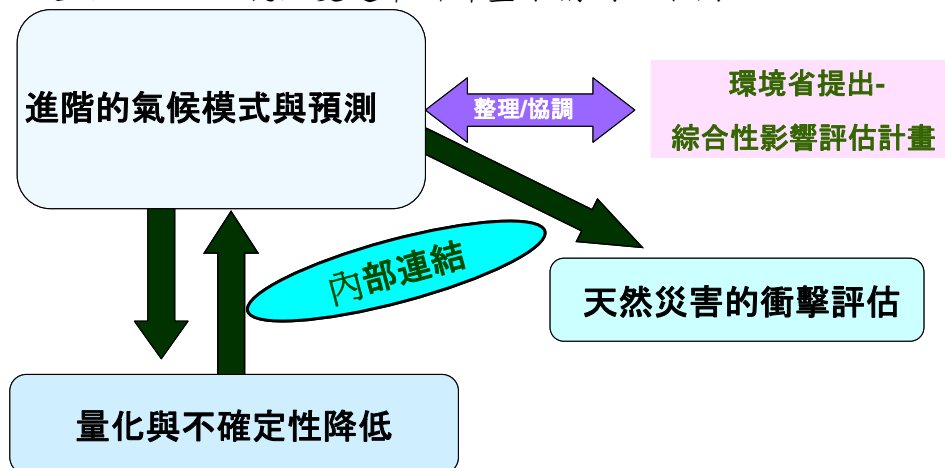 進階的氣候模式與預測
整理/協調
環境省提出-
綜合性影響評估計畫
內部連結
天然災害的衝擊評估
量化與不確定性降低